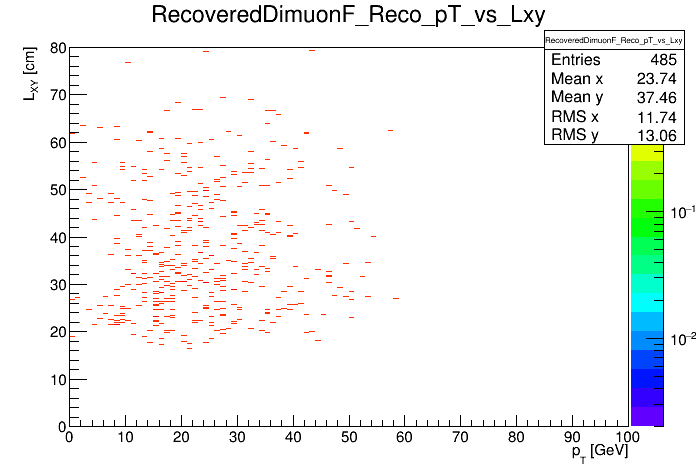 RecoveredDimuonF_Reco_pT_vs_Lxy
RecoveredDimuonF_Reco_pT_vs_Lxy
Entries 485
Mean x 23.74
Mean y 37.46
RMS x 11.74
RMS y 13.06
L_XY [cm]
80
70
60
50
40
30
20
10
0
0 10 20 30 40 50 60 70 80 90 100
p_T [GeV]
10⁻¹
10⁻²